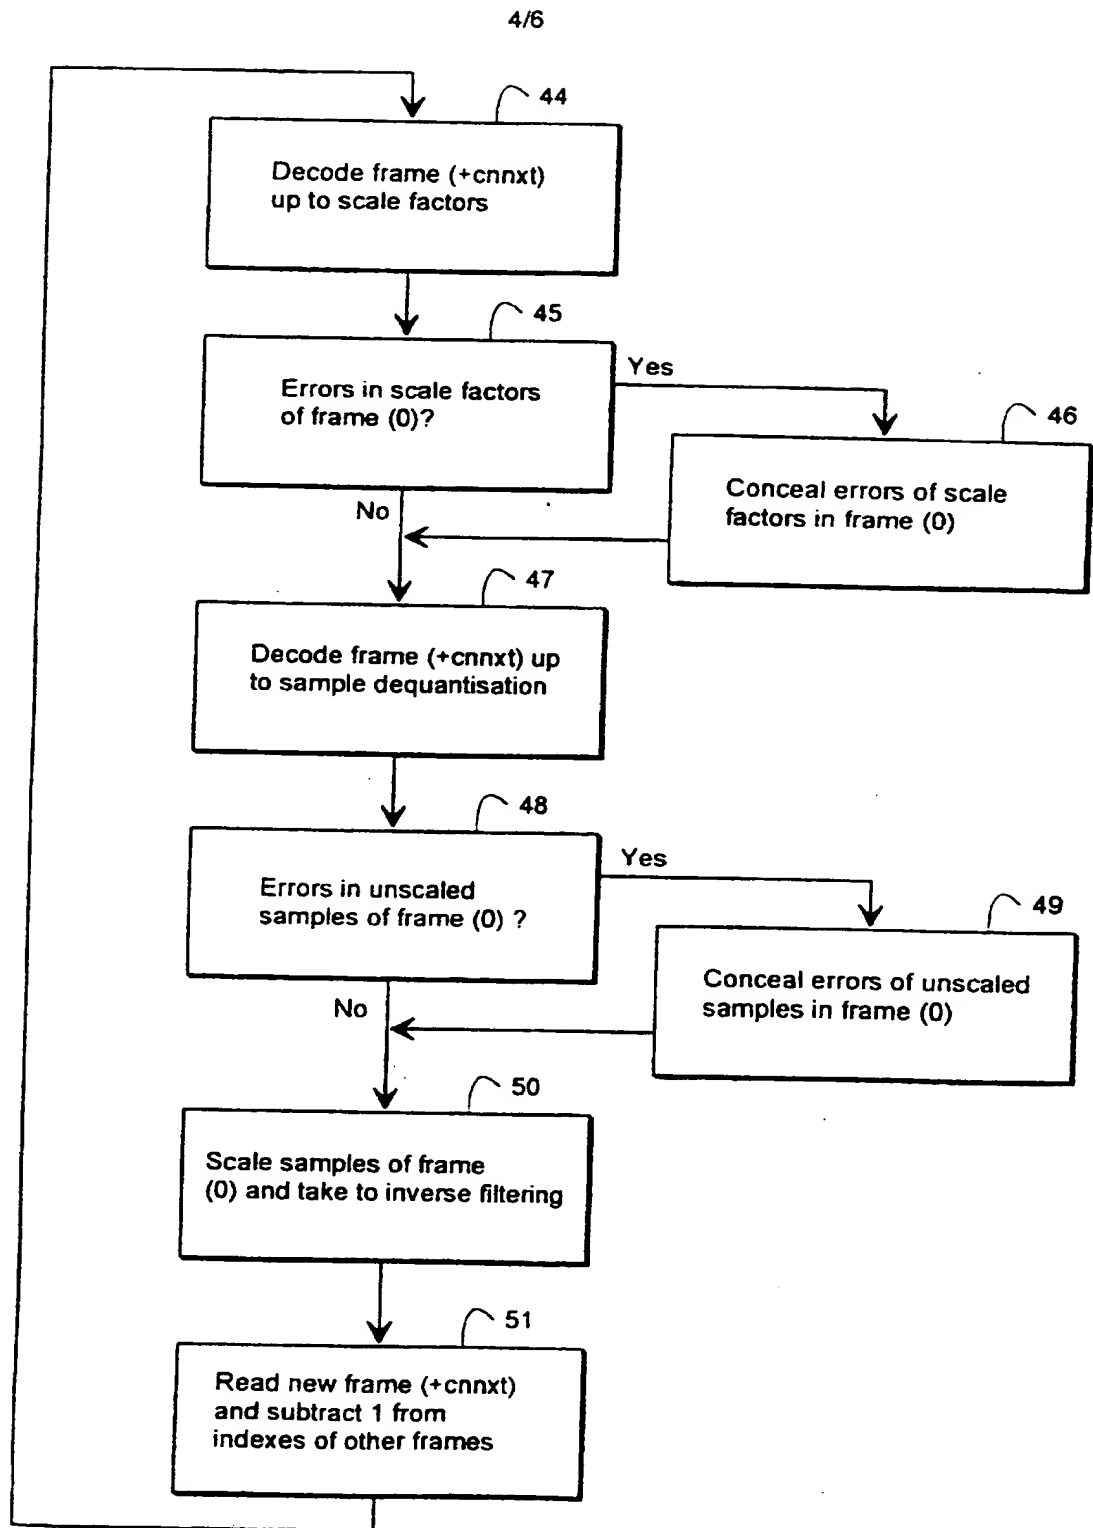 4/6
44
Decode frame (+cnnxt)
up to scale factors
45
Errors in scale factors
of frame (0)?
Yes
46
Conceal errors of scale
factors in frame (0)
No
47
Decode frame (+cnnxt) up
to sample dequantisation
48
Errors in unscaled
samples of frame (0) ?
Yes
49
Conceal errors of unscaled
samples in frame (0)
No
50
Scale samples of frame
(0) and take to inverse filtering
51
Read new frame (+cnnxt)
and subtract 1 from
indexes of other frames